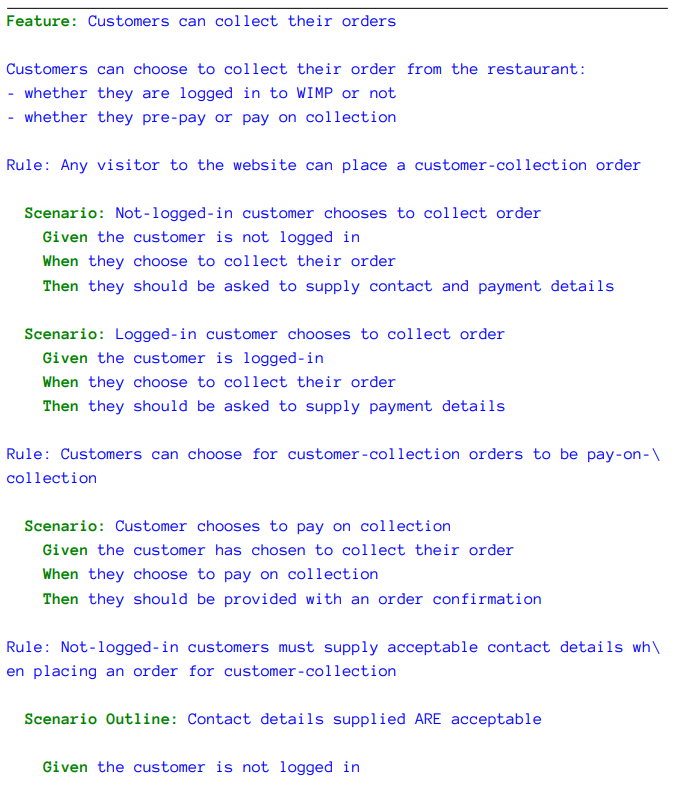 Feature: Customers can collect their orders
Customers can choose to collect their order from the restaurant:
- whether they are logged in to WIMP or not
- whether they pre-pay or pay on collection
Rule: Any visitor to the website can place a customer-collection order
Scenario: Not-logged-in customer chooses to collect order
Given the customer is not logged in
When they choose to collect their order
Then they should be asked to supply contact and payment details
Scenario: Logged-in customer chooses to collect order
Given the customer is logged-in
When they choose to collect their order
Then they should be asked to supply payment details
Rule: Customers can choose for customer-collection orders to be pay-on-\
collection
Scenario: Customer chooses to pay on collection
Given the customer has chosen to collect their order
When they choose to pay on collection
Then they should be provided with an order confirmation
Rule: Not-logged-in customers must supply acceptable contact details wh\
en placing an order for customer-collection
Scenario Outline: Contact details supplied ARE acceptable
Given the customer is not logged in